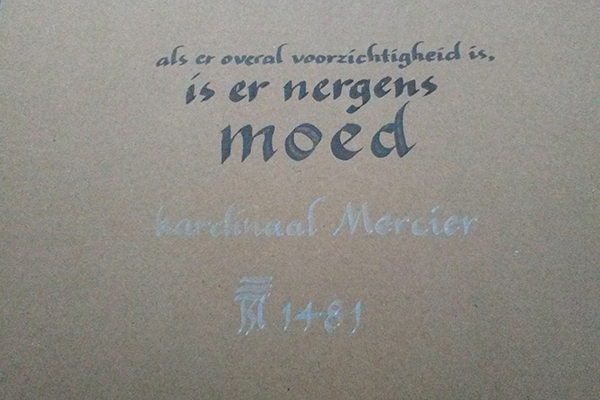 als er overal voorzichtigheid is,
is er nergens
moed
kardinaal Mercier
1481